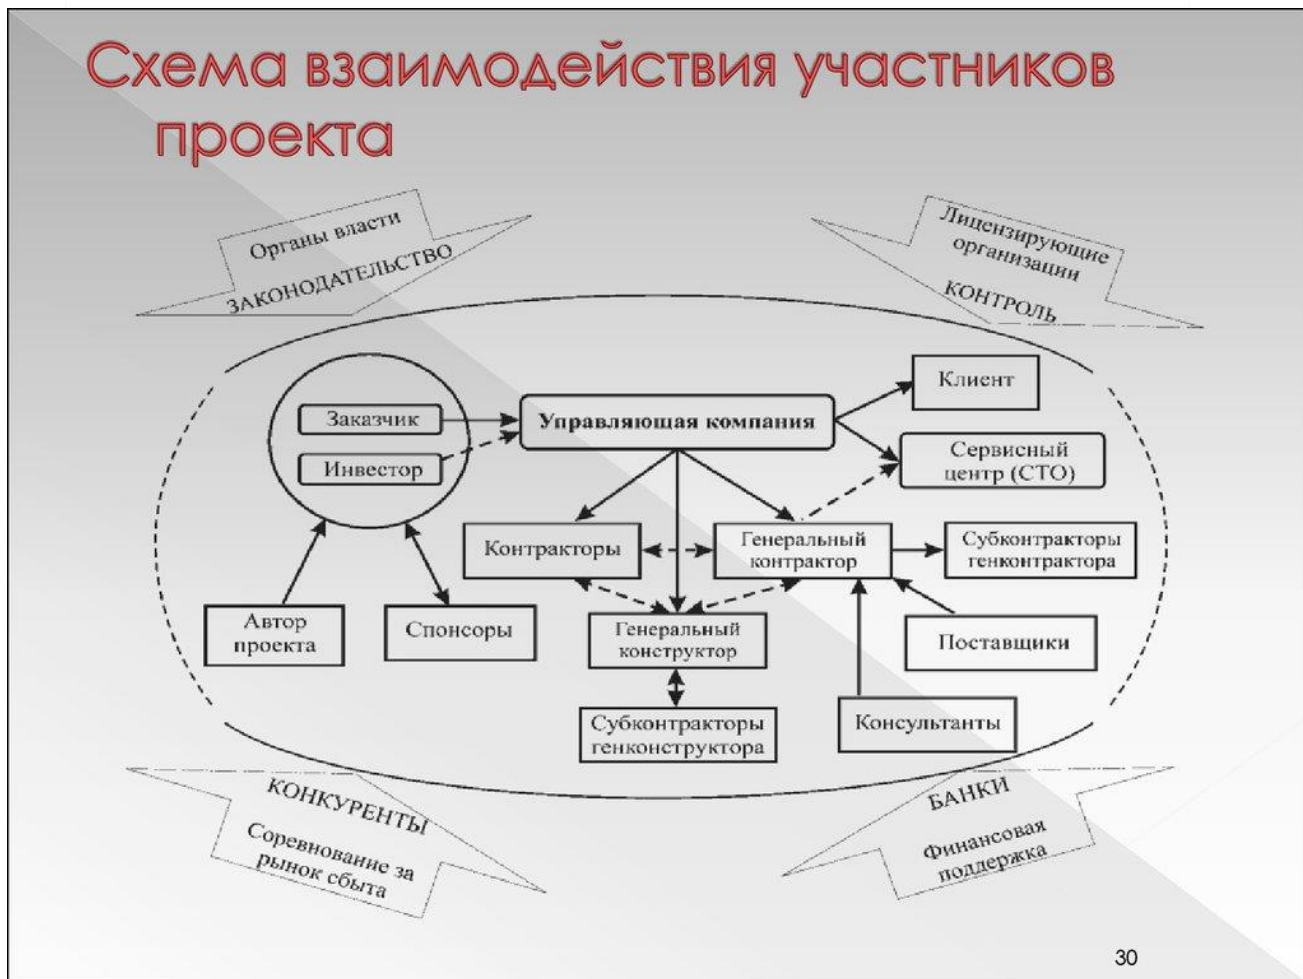 Схема взаимодействия участников
проекта
Органы власти
ЗАКОНОДАТЕЛЬСТВО
Лицензирующие
организации
КОНТРОЛЬ
Клиент
Заказчик
Управляющая компания
Инвестор
Сервисный
центр (СТО)
Контракторы
Генеральный
контрактор
Субконтракторы
генконтрактора
Автор
проекта
Спонсоры
Генеральный
конструктор
Поставщики
Субконтракторы
генконструктора
Консультанты
КОНКУРЕНТЫ
Соревнование за
рынок сбыта
БАНКИ
Финансовая
поддержка
30